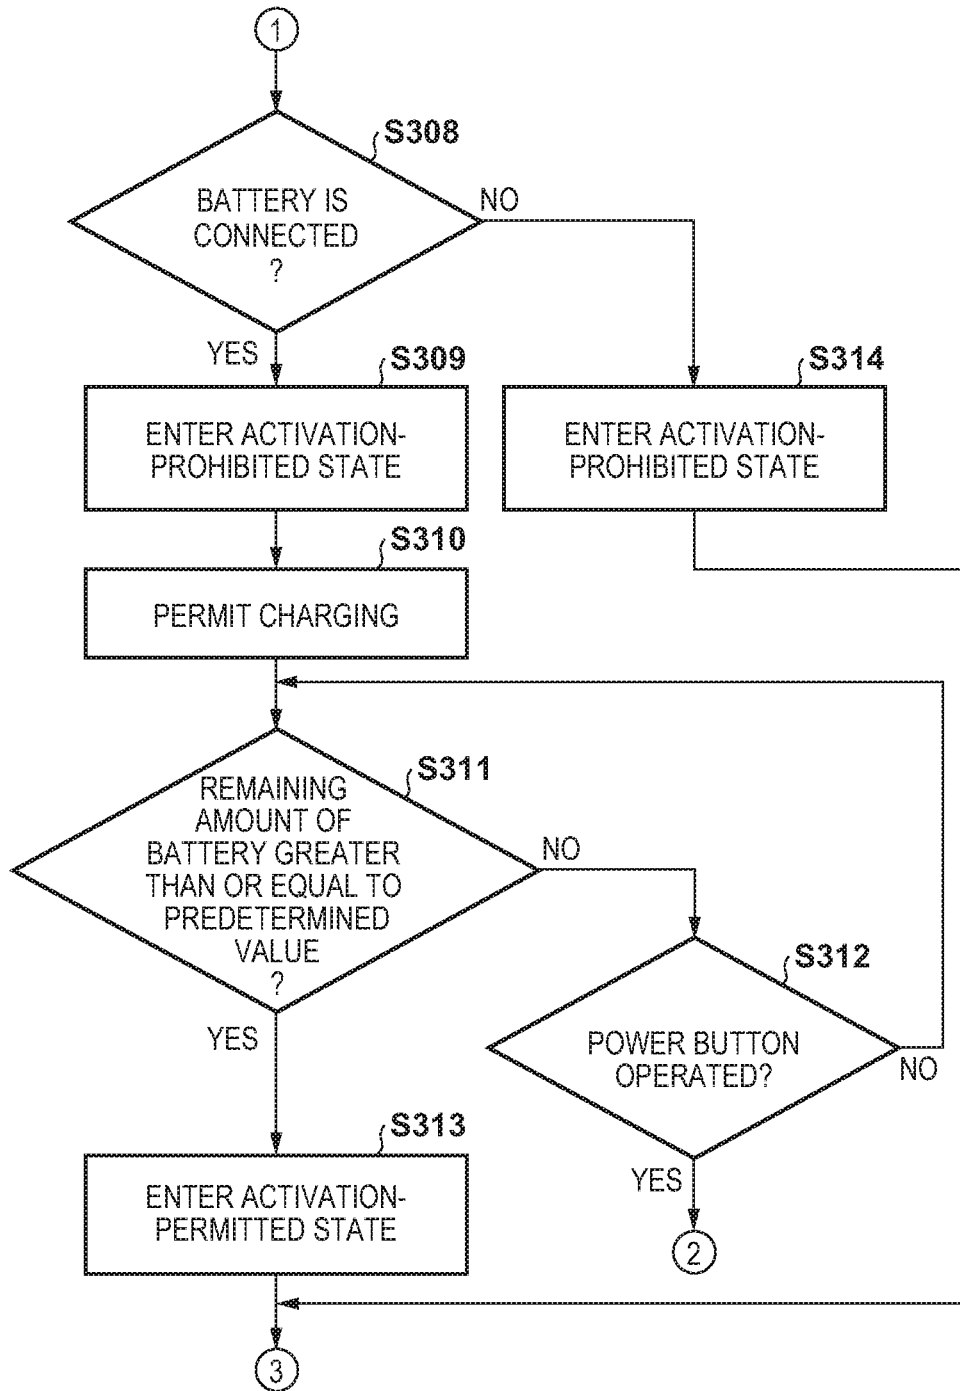 1
S308
BATTERY IS
CONNECTED
?
NO
YES
S309
ENTER ACTIVATION-
PROHIBITED STATE
S314
ENTER ACTIVATION-
PROHIBITED STATE
S310
PERMIT CHARGING
S311
REMAINING
AMOUNT OF
BATTERY GREATER
THAN OR EQUAL TO
PREDETERMINED
VALUE
?
NO
YES
S312
POWER BUTTON
OPERATED?
NO
YES
2
S313
ENTER ACTIVATION-
PERMITTED STATE
3